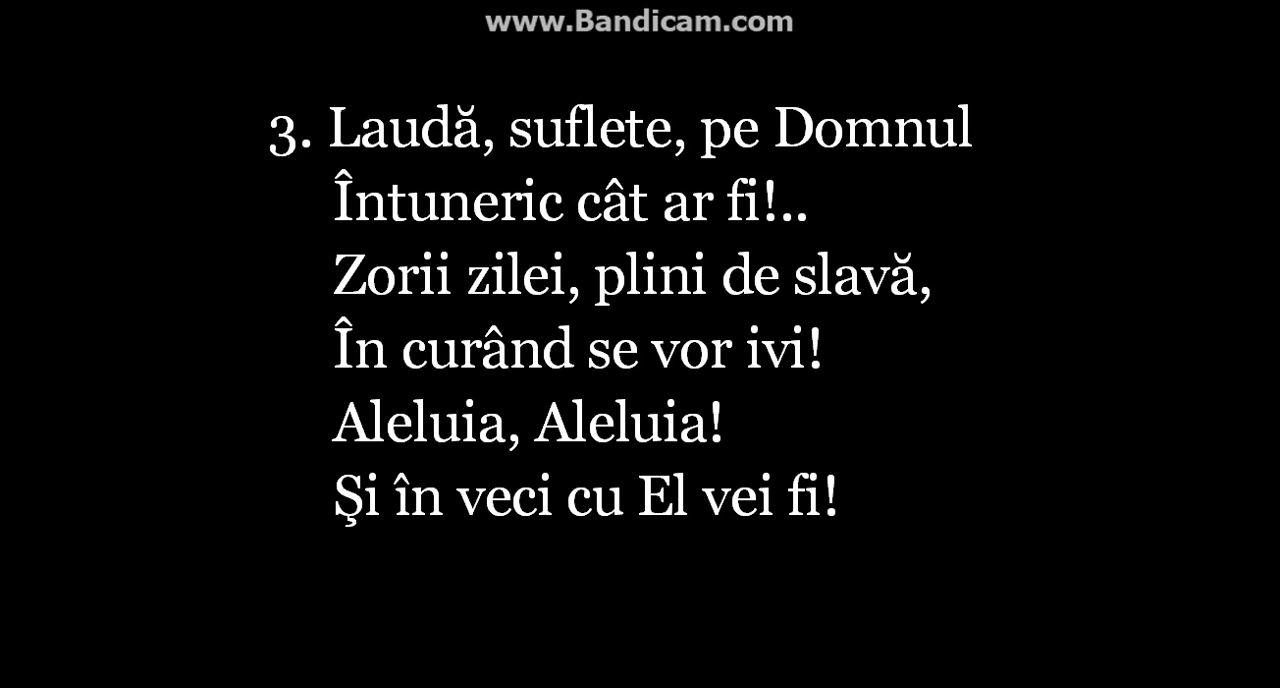 www.Bandicam.com
3. Laudă, suflete, pe Domnul
Întuneric cât ar fi!..
Zorii zilei, plini de slavă,
În curând se vor ivi!
Aleluia, Aleluia!
Şi în veci cu El vei fi!